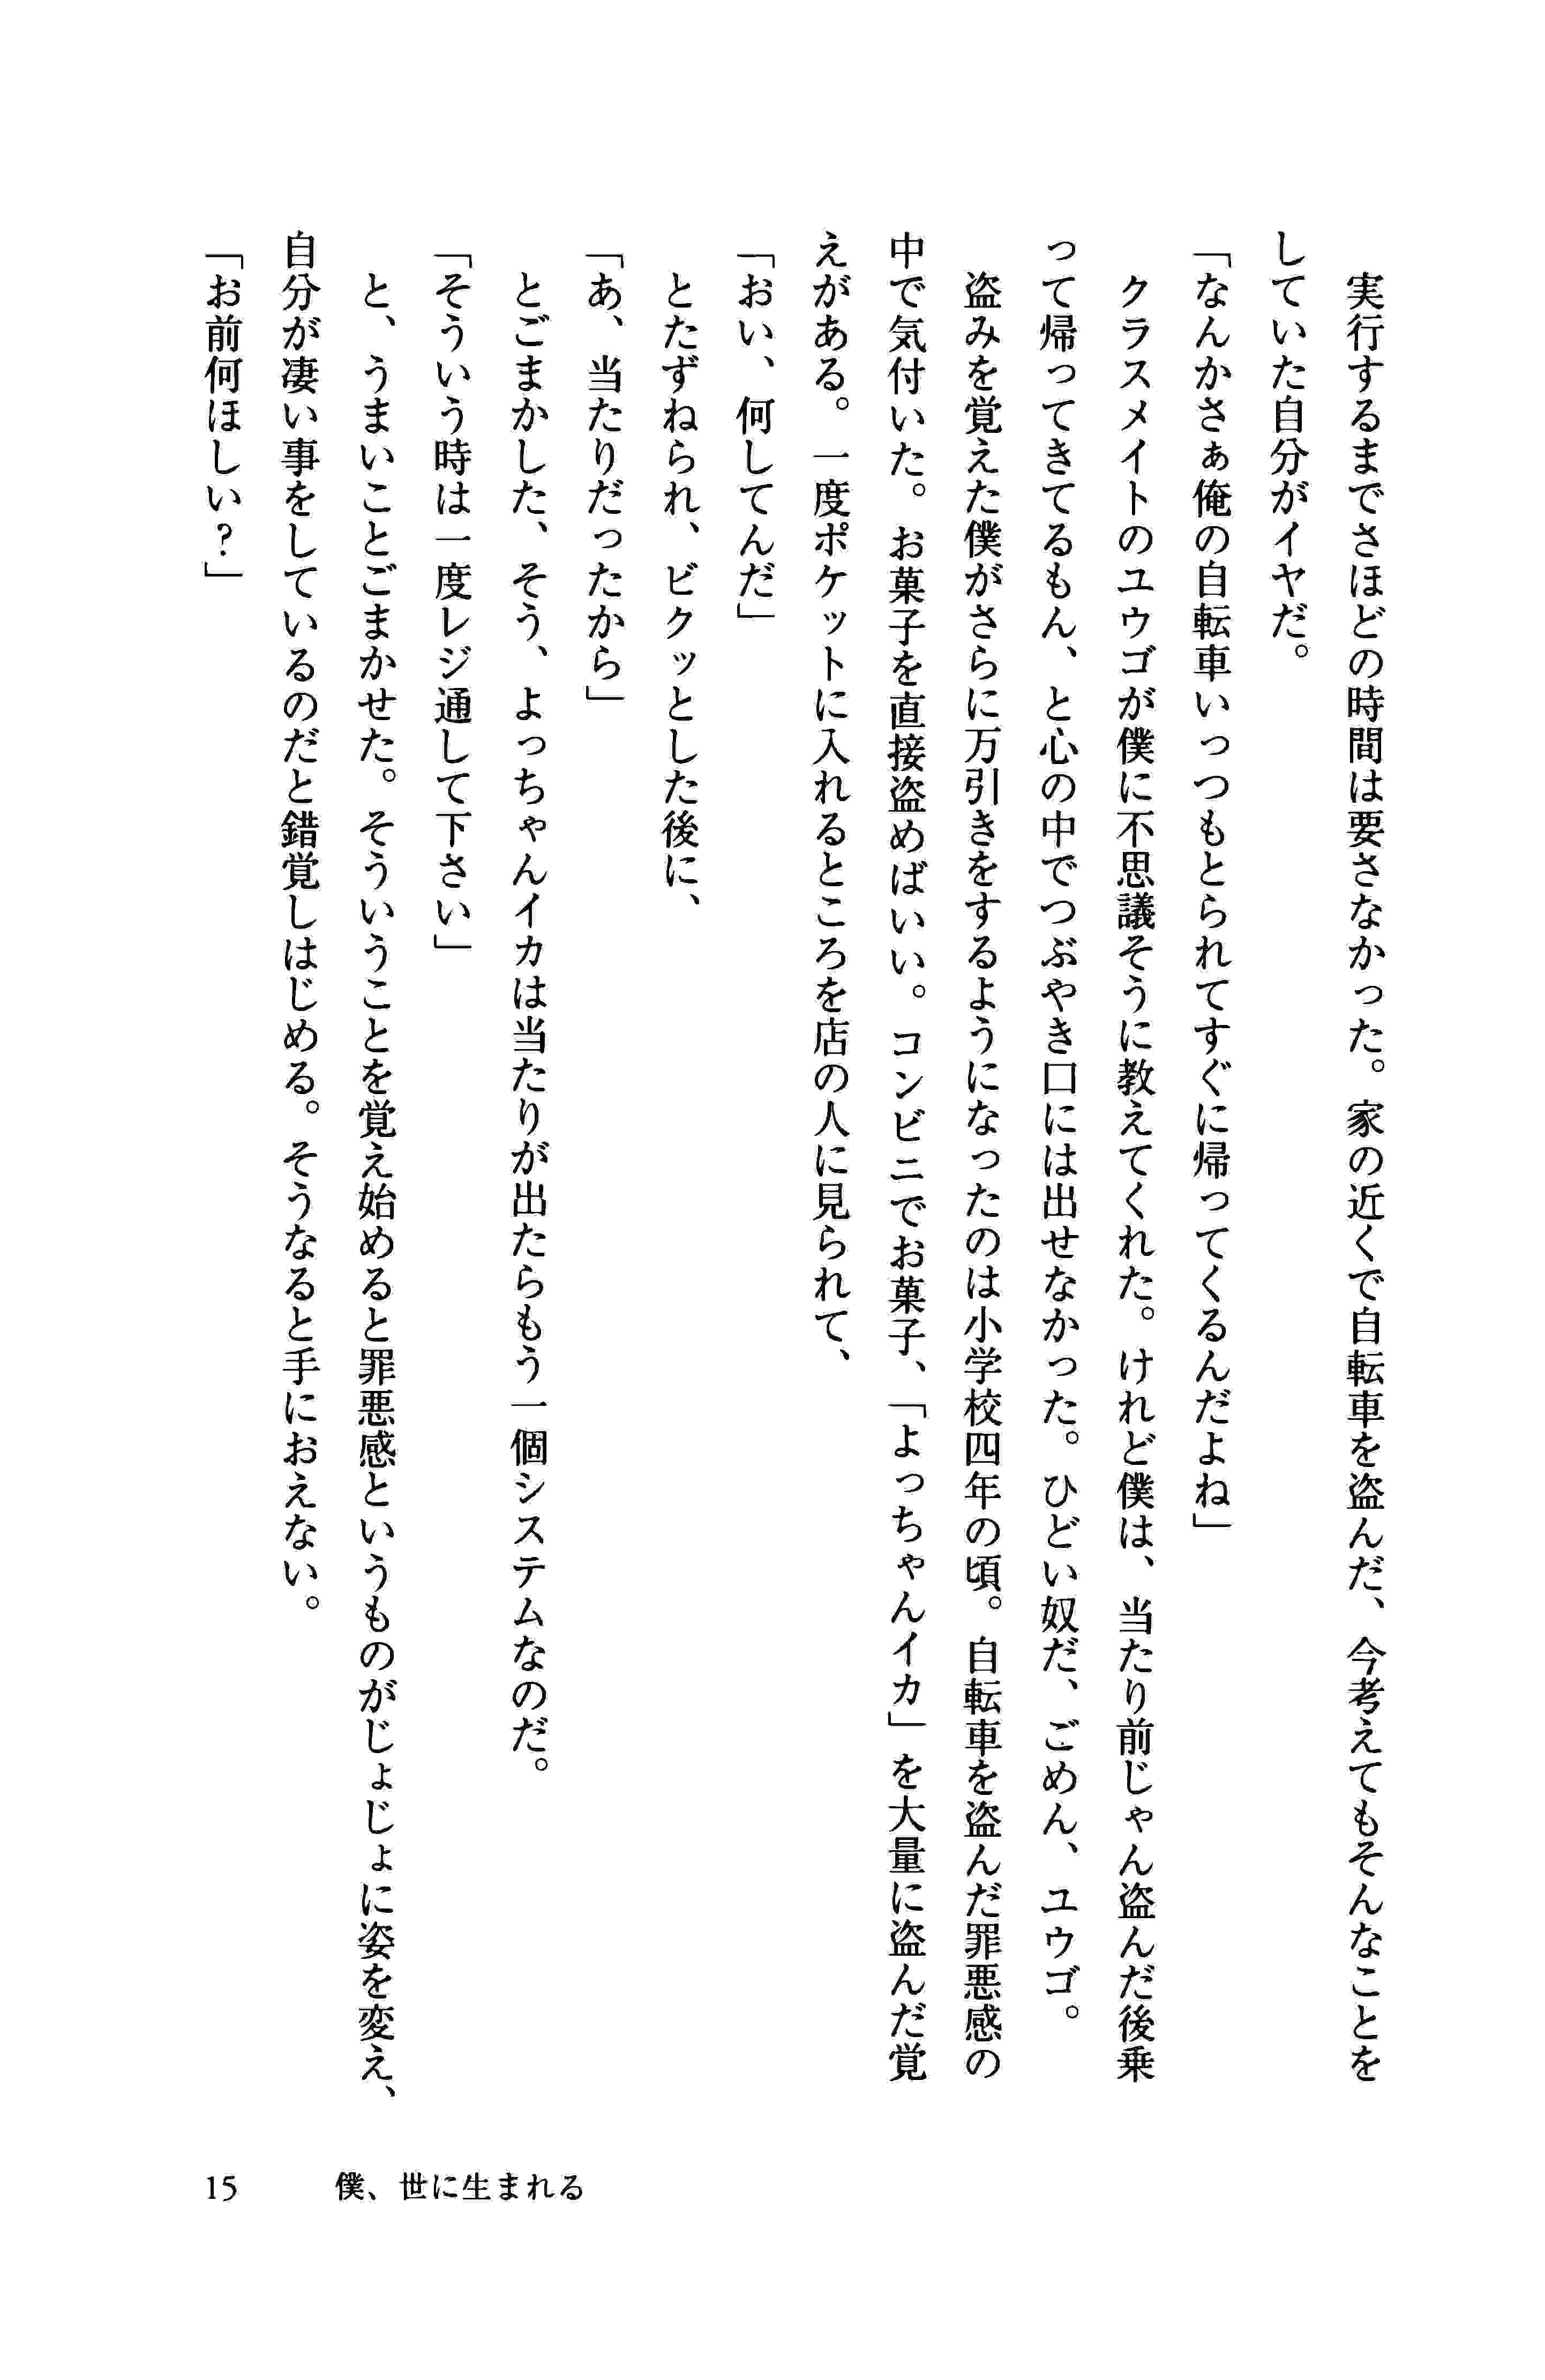 実行するまでさほどの時間は要さなかった。家の近くで自転車を盗んだ、今考えてもそんなことを
していた自分がイヤだ。
「なんかさぁ俺の自転車いっつもとられてすぐに帰ってくるんだよね」
　クラスメイトのユウゴが僕に不思議そうに教えてくれた。けれど僕は、当たり前じゃん盗んだ後乗
って帰ってきてるもん、と心の中でつぶやき口には出せなかった。ひどい奴だ、ごめん、ユウゴ。
　盗みを覚えた僕がさらに万引きをするようになったのは小学校四年の頃。自転車を盗んだ罪悪感の
中で気付いた。お菓子を直接盗めばいい。コンビニでお菓子、「よっちゃんイカ」を大量に盗んだ覚
えがある。一度ポケットに入れるところを店の人に見られて、
「おい、何してんだ」
　とたずねられ、ビクッとした後に、
「あ、当たりだったから」
　とごまかした、そう、よっちゃんイカは当たりが出たらもう一個システムなのだ。
「そういう時は一度レジ通して下さい」
　と、うまいことごまかせた。そういうことを覚え始めると罪悪感というものがじょじょに姿を変え、
自分が凄い事をしているのだと錯覚しはじめる。そうなると手におえない。
「お前何ほしい？」
15　僕、世に生まれる